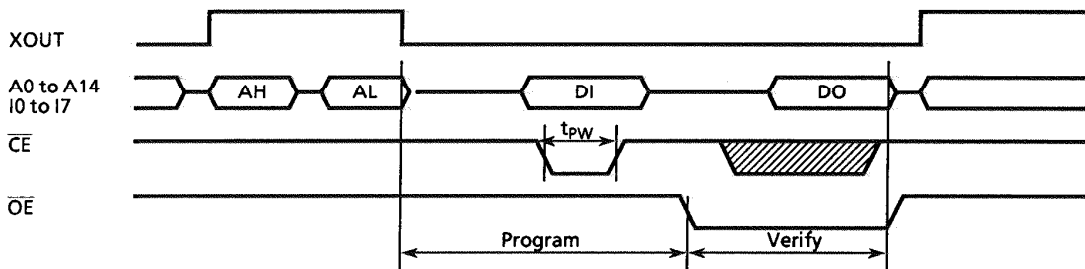 XOUT
A0 to A14
I0 to I7
AH AL DI DO
CE
tPW
OE
Program Verify